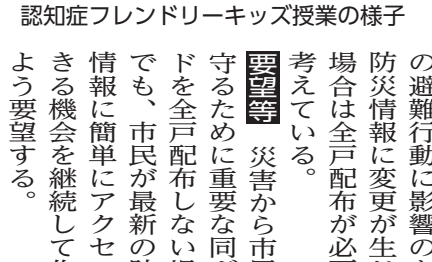 認知症フレンドリーキッズ授業の様子
の避難行動に影響の
防災情報に変更が生
場合は全戸配布が必
考えている。
要望等 災害から市
守るために重要な同
ドを全戸配布しない
でも、市民が最新の
情報に簡単にアクセ
きる機会を継続して
よう要望する。